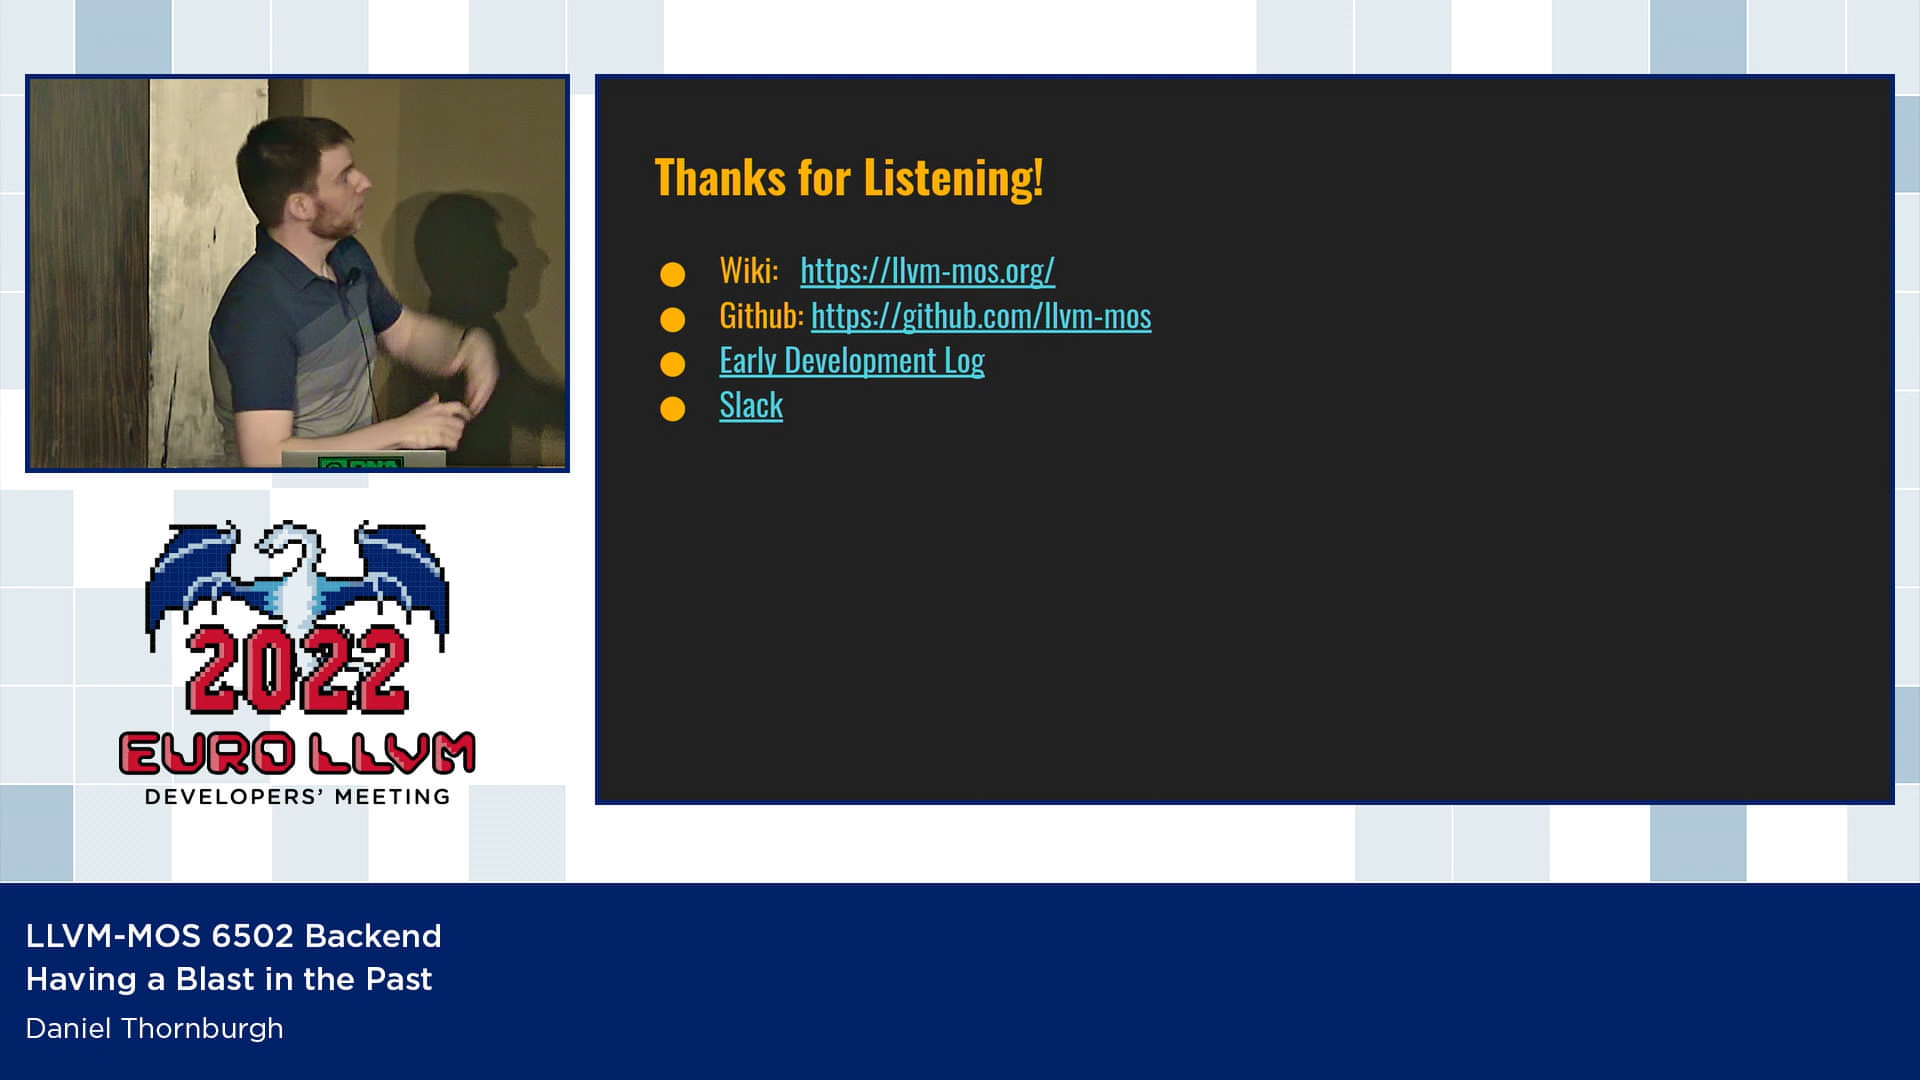 Thanks for Listening!
Wiki: https://llvm-mos.org/
Github: https://github.com/llvm-mos
Early Development Log
Slack
2022
EURO LLVM
DEVELOPERS' MEETING
LLVM-MOS 6502 Backend
Having a Blast in the Past
Daniel Thornburgh